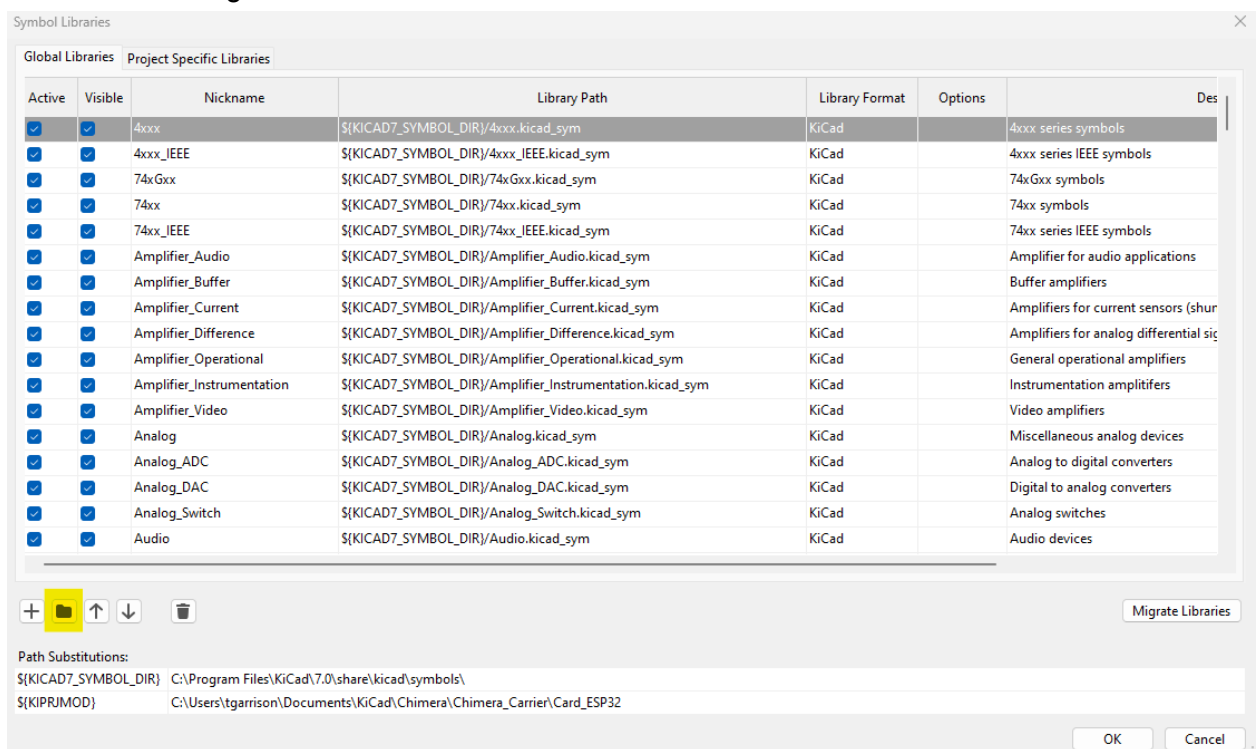 Symbol Libraries
Global Libraries Project Specific Libraries
Active Visible Nickname Library Path Library Format Options Des
4xxx ${KICAD7_SYMBOL_DIR}/4xxx.kicad_sym KiCad 4xxx series symbols
4xxx_IEEE ${KICAD7_SYMBOL_DIR}/4xxx_IEEE.kicad_sym KiCad 4xxx series IEEE symbols
74xGxx ${KICAD7_SYMBOL_DIR}/74xGxx.kicad_sym KiCad 74xGxx symbols
74xx ${KICAD7_SYMBOL_DIR}/74xx.kicad_sym KiCad 74xx symbols
74xx_IEEE ${KICAD7_SYMBOL_DIR}/74xx_IEEE.kicad_sym KiCad 74xx series IEEE symbols
Amplifier_Audio ${KICAD7_SYMBOL_DIR}/Amplifier_Audio.kicad_sym KiCad Amplifier for audio applications
Amplifier_Buffer ${KICAD7_SYMBOL_DIR}/Amplifier_Buffer.kicad_sym KiCad Buffer amplifiers
Amplifier_Current ${KICAD7_SYMBOL_DIR}/Amplifier_Current.kicad_sym KiCad Amplifiers for current sensors (shun
Amplifier_Difference ${KICAD7_SYMBOL_DIR}/Amplifier_Difference.kicad_sym KiCad Amplifiers for analog differential sig
Amplifier_Operational ${KICAD7_SYMBOL_DIR}/Amplifier_Operational.kicad_sym KiCad General operational amplifiers
Amplifier_Instrumentation ${KICAD7_SYMBOL_DIR}/Amplifier_Instrumentation.kicad_sym KiCad Instrumentation amplitifers
Amplifier_Video ${KICAD7_SYMBOL_DIR}/Amplifier_Video.kicad_sym KiCad Video amplifiers
Analog ${KICAD7_SYMBOL_DIR}/Analog.kicad_sym KiCad Miscellaneous analog devices
Analog_ADC ${KICAD7_SYMBOL_DIR}/Analog_ADC.kicad_sym KiCad Analog to digital converters
Analog_DAC ${KICAD7_SYMBOL_DIR}/Analog_DAC.kicad_sym KiCad Digital to analog converters
Analog_Switch ${KICAD7_SYMBOL_DIR}/Analog_Switch.kicad_sym KiCad Analog switches
Audio ${KICAD7_SYMBOL_DIR}/Audio.kicad_sym KiCad Audio devices
Migrate Libraries
Path Substitutions:
${KICAD7_SYMBOL_DIR} C:\Program Files\KiCad\7.0\share\kicad\symbols\
${KIPRJMOD} C:\Users\tgarrison\Documents\KiCad\Chimera\Chimera_Carrier\Card_ESP32
OK Cancel